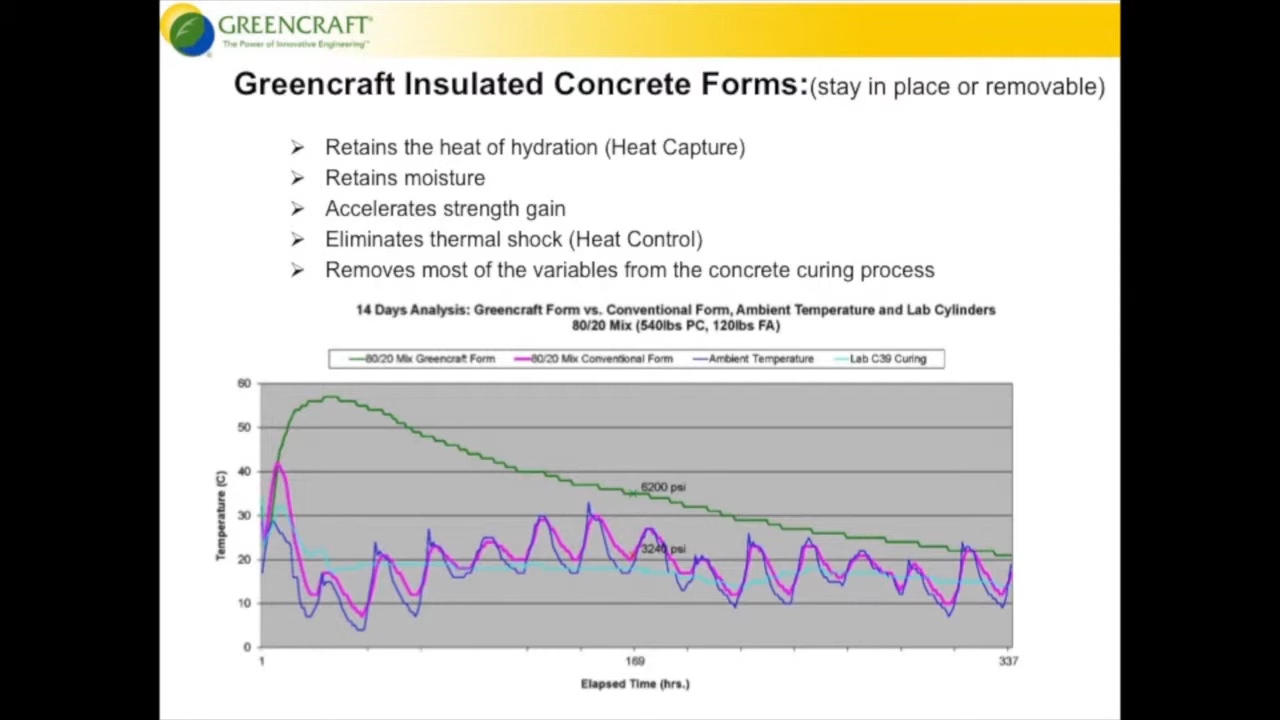 GREENCRAFT
The Power of Innovative Engineering™
Greencraft Insulated Concrete Forms:(stay in place or removable)
➢ Retains the heat of hydration (Heat Capture)
➢ Retains moisture
➢ Accelerates strength gain
➢ Eliminates thermal shock (Heat Control)
➢ Removes most of the variables from the concrete curing process
14 Days Analysis: Greencraft Form vs. Conventional Form, Ambient Temperature and Lab Cylinders
80/20 Mix (540lbs PC, 120lbs FA)
80/20 Mix Greencraft Form 80/20 Mix Conventional Form Ambient Temperature Lab C39 Curing
60
50
40
30
20
10
0
Temperature (C)
6200 psi
3240 psi
1 169 337
Elapsed Time (hrs.)